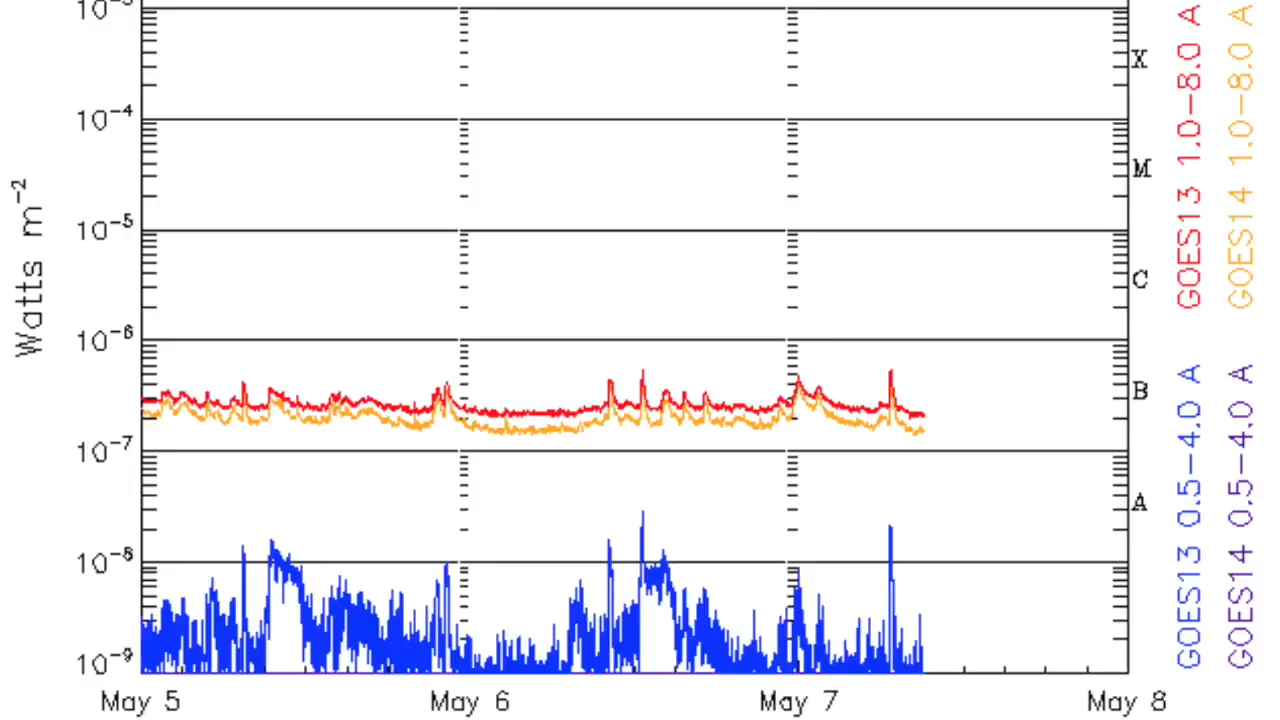 10⁻³
10⁻⁴
10⁻⁵
10⁻⁶
10⁻⁷
10⁻⁸
10⁻⁹
Watts m⁻²
X
M
C
B
A
May 5
May 6
May 7
May 8
GOES13 1.0-8.0 A
GOES14 1.0-8.0 A
GOES13 0.5-4.0 A
GOES14 0.5-4.0 A